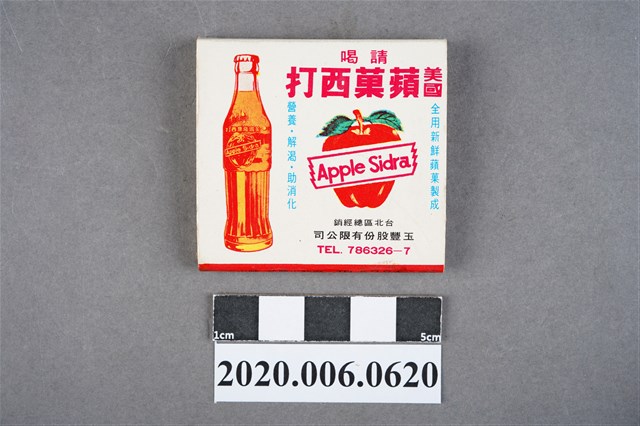 請喝
美國蘋菓西打
全用新鮮蘋菓製成
Apple Sidra
營養・解渴・助消化
Apple Sidra
台北區總經銷
玉豐股份有限公司
TEL. 786326-7
1cm 5cm
2020.006.0620